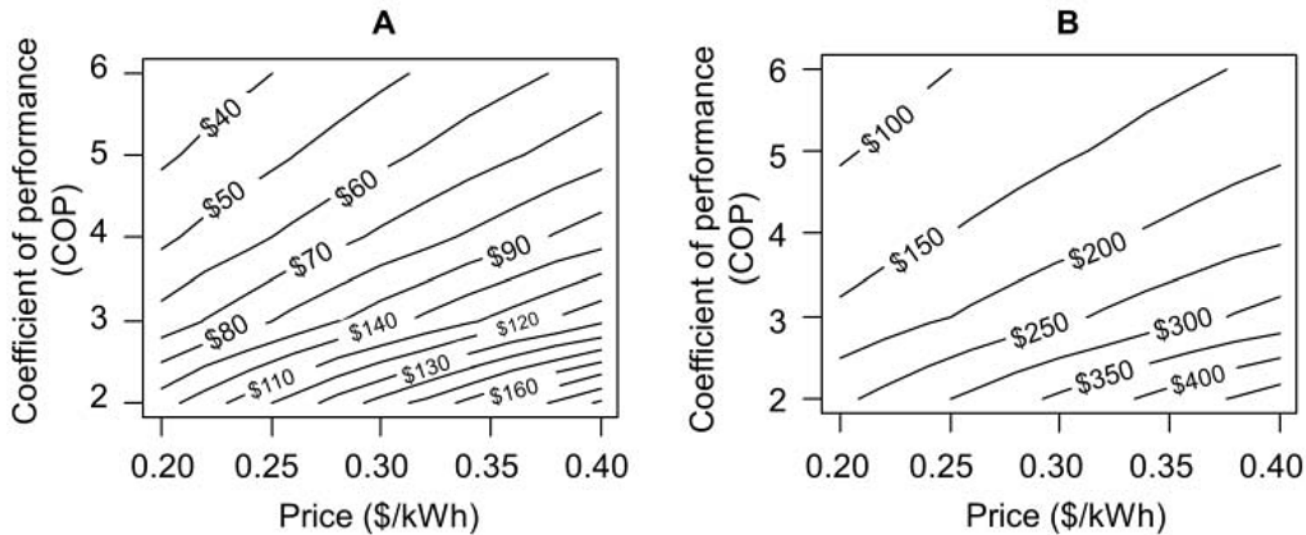 A
Coefficient of performance
(COP)
6
5
4
3
2
$40
$50
$60
$70
$80
$90
$140
$120
$110
$130
$160
0.20 0.25 0.30 0.35 0.40
Price ($/kWh)
B
Coefficient of performance
(COP)
6
5
4
3
2
$100
$150
$200
$250
$300
$350
$400
0.20 0.25 0.30 0.35 0.40
Price ($/kWh)